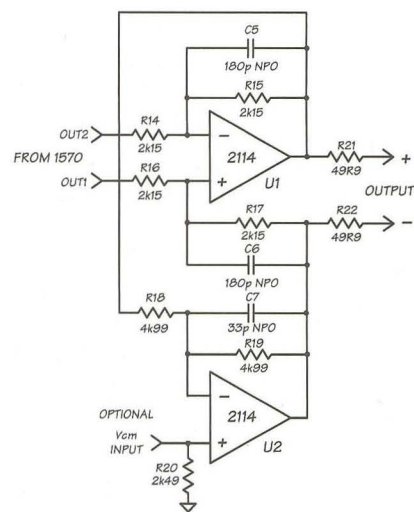 C5
180p NPO
R15
2k15
R14
OUT2
2k15
−
2114
+
U1
FROM 1570
R16
OUT1
2k15
R21
49R9
+
OUTPUT
R17
2k15
R22
49R9
−
C6
180p NPO
R18
4k99
C7
33p NPO
R19
4k99
−
2114
+
U2
OPTIONAL
Vcm
INPUT
R20
2k49